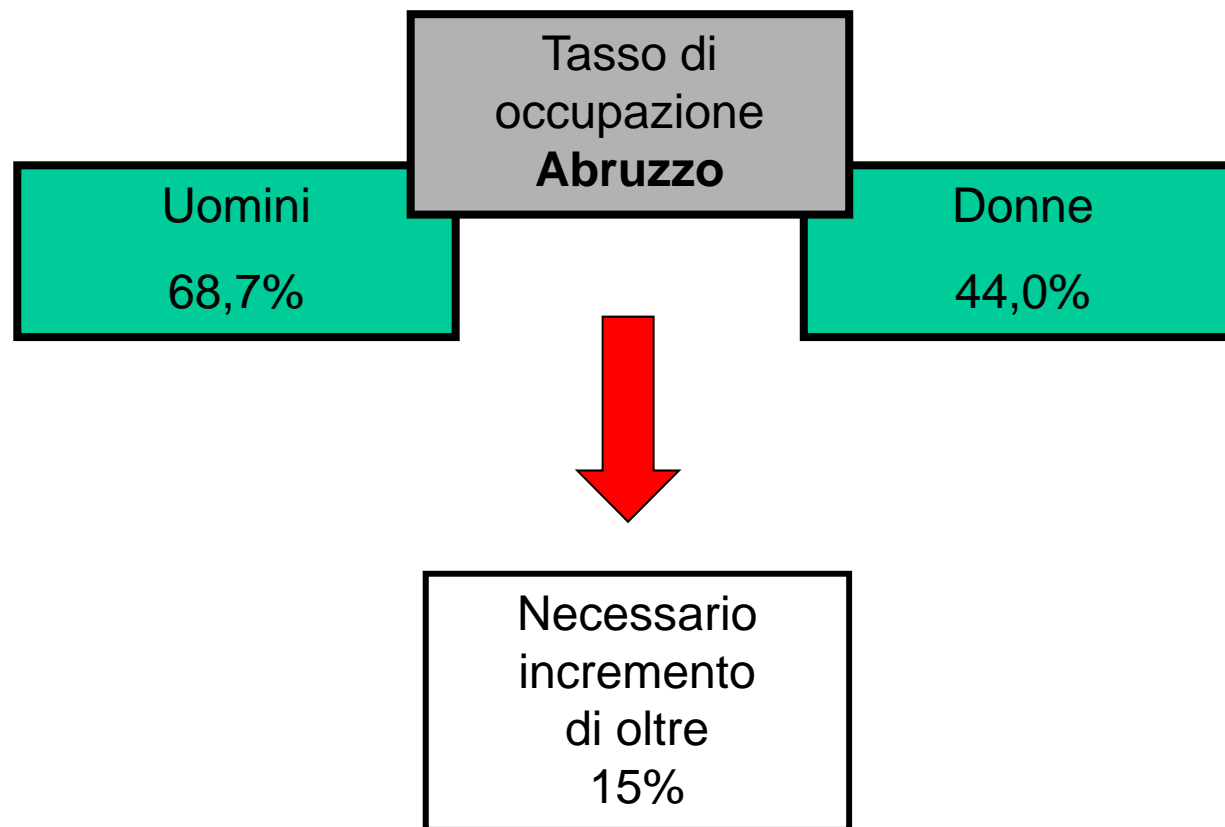 Tasso di
occupazione
Abruzzo
Uomini
68,7%
Donne
44,0%
Necessario
incremento
di oltre
15%